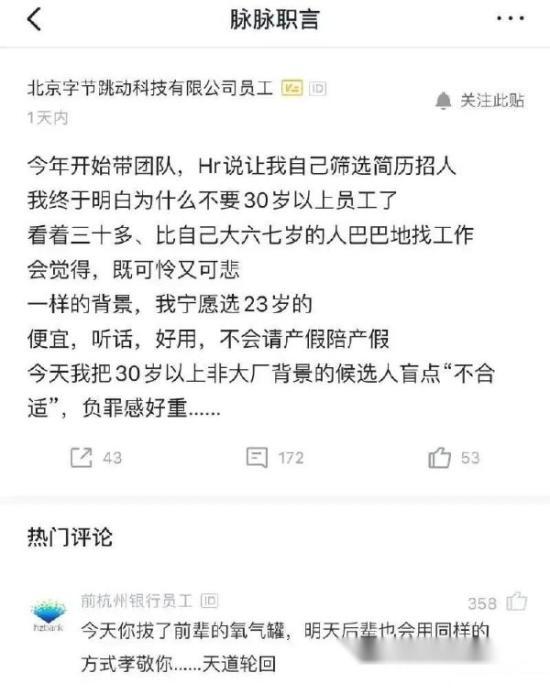 脉脉职言
北京字节跳动科技有限公司员工 V ID
1天内
关注此贴
今年开始带团队，Hr说让我自己筛选简历招人
我终于明白为什么不要30岁以上员工了
看着三十多、比自己大六七岁的人巴巴地找工作
会觉得，既可怜又可悲
一样的背景，我宁愿选23岁的
便宜，听话，好用，不会请产假陪产假
今天我把30岁以上非大厂背景的候选人盲点“不合
适”，负罪感好重......
43
172
53
热门评论
前杭州银行员工 ID
358
hzbank
今天你拔了前辈的氧气罐，明天后辈也会用同样的
方式孝敬你......天道轮回